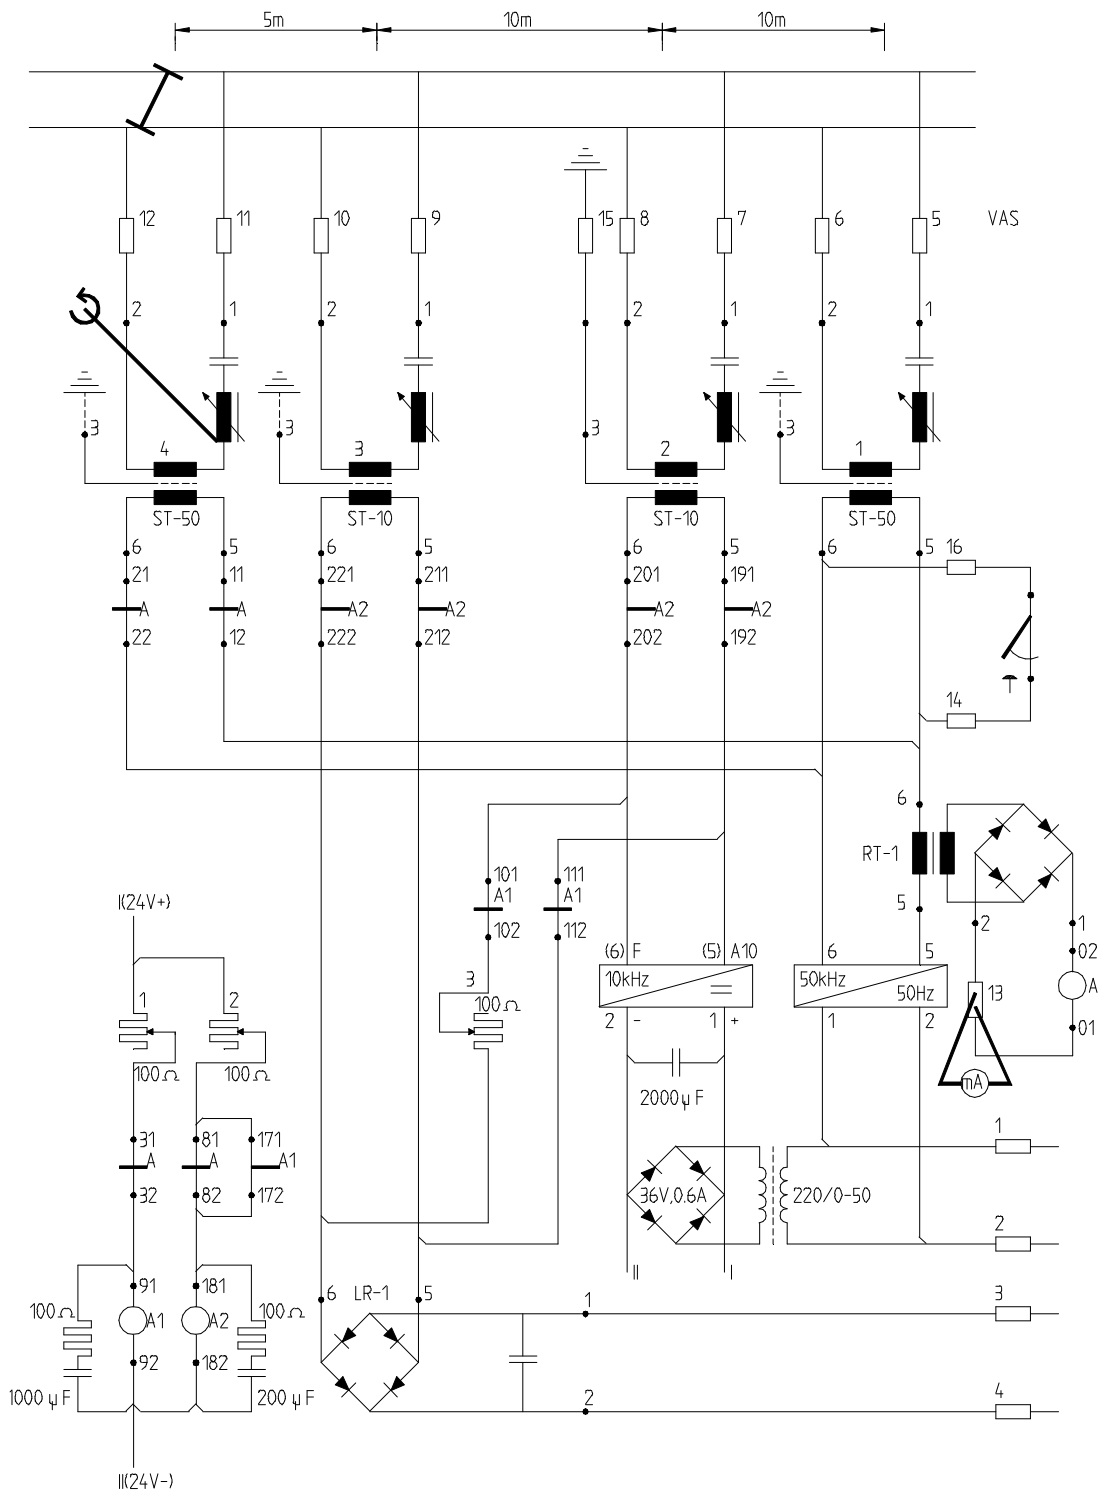 5m 10m 10m
12 11 10 9 15 8 7 6 5 VAS
2 1 2 1 2 1 2 1
3 3 3 3
4 3 2 1
ST-50 ST-10 ST-10 ST-50
6 5 6 5 6 5 6 5 16
21 11 221 211 201 191
A A A2 A2 A2 A2
22 12 222 212 202 192
14
6
RT-1
101 111
A1 A1
I(24V+)
5
2 1
102 112
(6) F (5) A10 6 5 02
10kHz 50kHz
3
50Hz 13 A
1 2 100Ω
2 - 1 + 1 2 01
100Ω 100Ω
mA
2000μF
1
31 81 171
A A A1
32 82 172
36V,0.6A 220/0-50
2
II I
91 181 6 LR-1 5 1 3
100Ω 100Ω
A1 A2
92 182
1000μF 200μF
2 4
II(24V-)